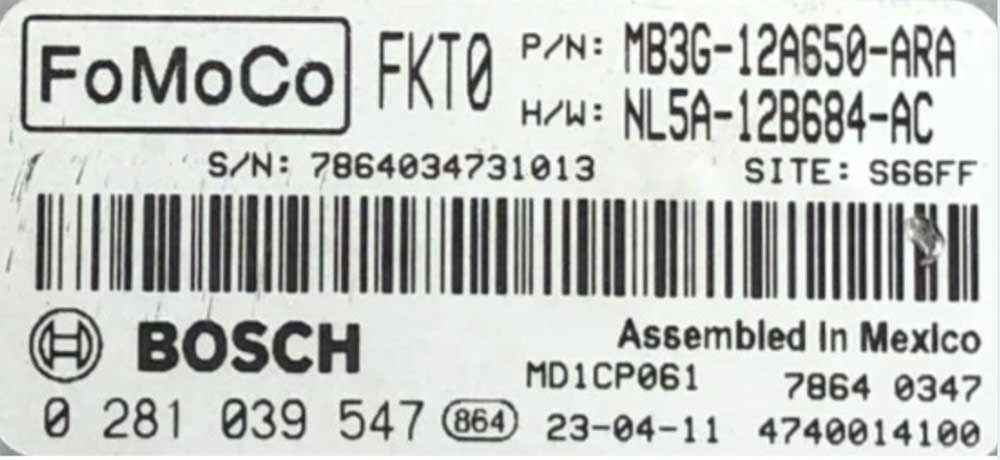 FoMoCo FKT0 P/N: MB3G-12A650-ARA
H/W: NL5A-12B684-AC
S/N: 7864034731013 SITE: S66FF
BOSCH Assembled In Mexico
MD1CP061 7864 0347
0 281 039 547 864 23-04-11 4740014100